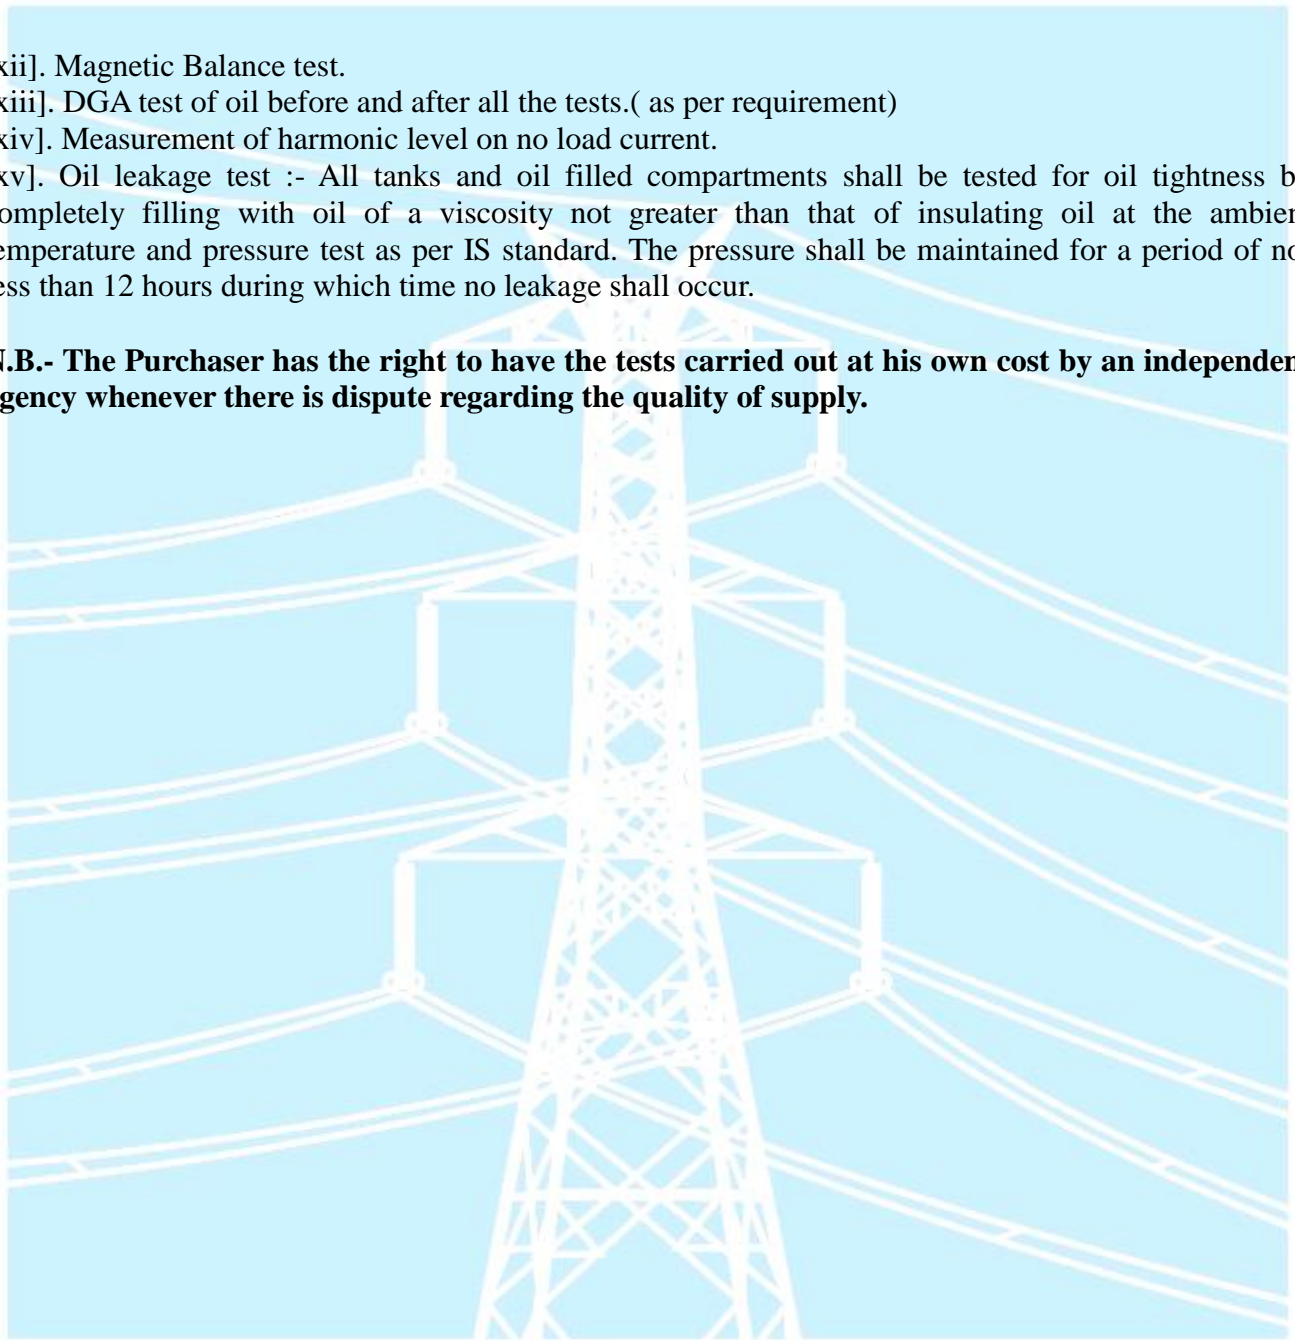 xii]. Magnetic Balance test.
xiii]. DGA test of oil before and after all the tests.( as per requirement)
xiv]. Measurement of harmonic level on no load current.
xv]. Oil leakage test :- All tanks and oil filled compartments shall be tested for oil tightness b
ompletely filling with oil of a viscosity not greater than that of insulating oil at the ambien
emperature and pressure test as per IS standard. The pressure shall be maintained for a period of no
ess than 12 hours during which time no leakage shall occur.
N.B.- The Purchaser has the right to have the tests carried out at his own cost by an independen
gency whenever there is dispute regarding the quality of supply.